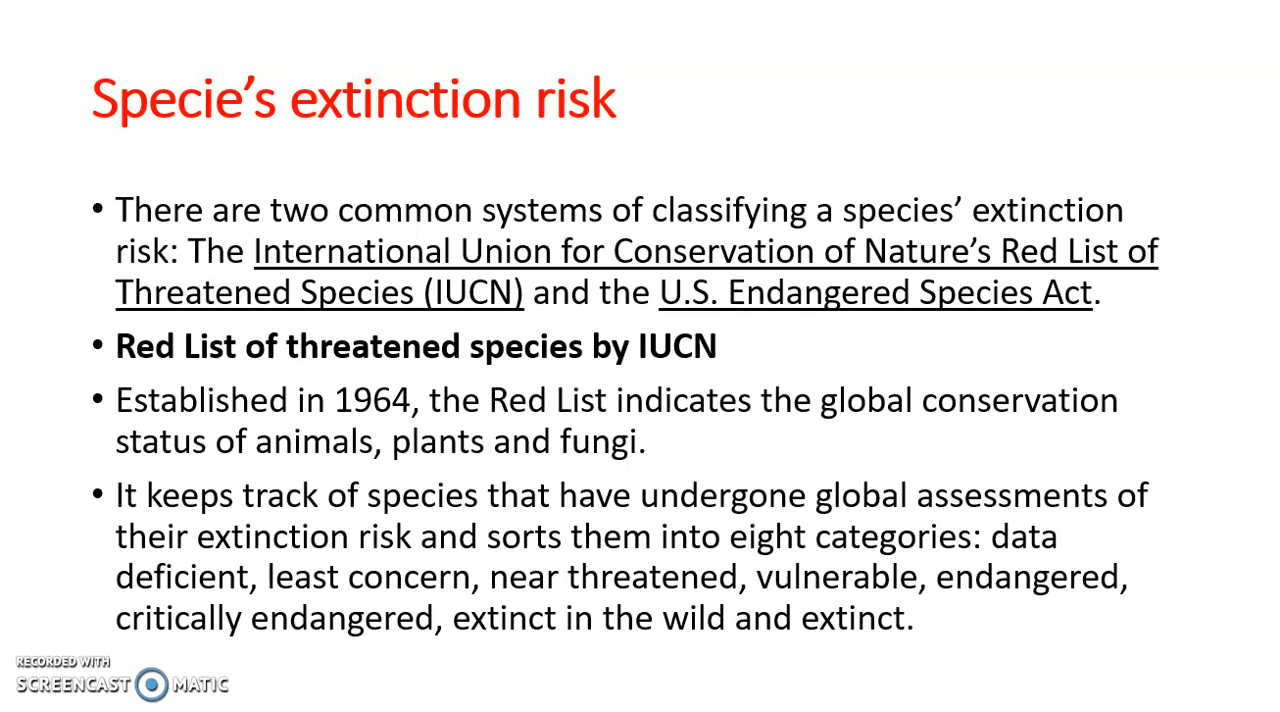 Specie’s extinction risk
• There are two common systems of classifying a species’ extinction
risk: The International Union for Conservation of Nature’s Red List of
Threatened Species (IUCN) and the U.S. Endangered Species Act.
• Red List of threatened species by IUCN
• Established in 1964, the Red List indicates the global conservation
status of animals, plants and fungi.
• It keeps track of species that have undergone global assessments of
their extinction risk and sorts them into eight categories: data
deficient, least concern, near threatened, vulnerable, endangered,
critically endangered, extinct in the wild and extinct.
RECORDED WITH
SCREENCAST MATIC